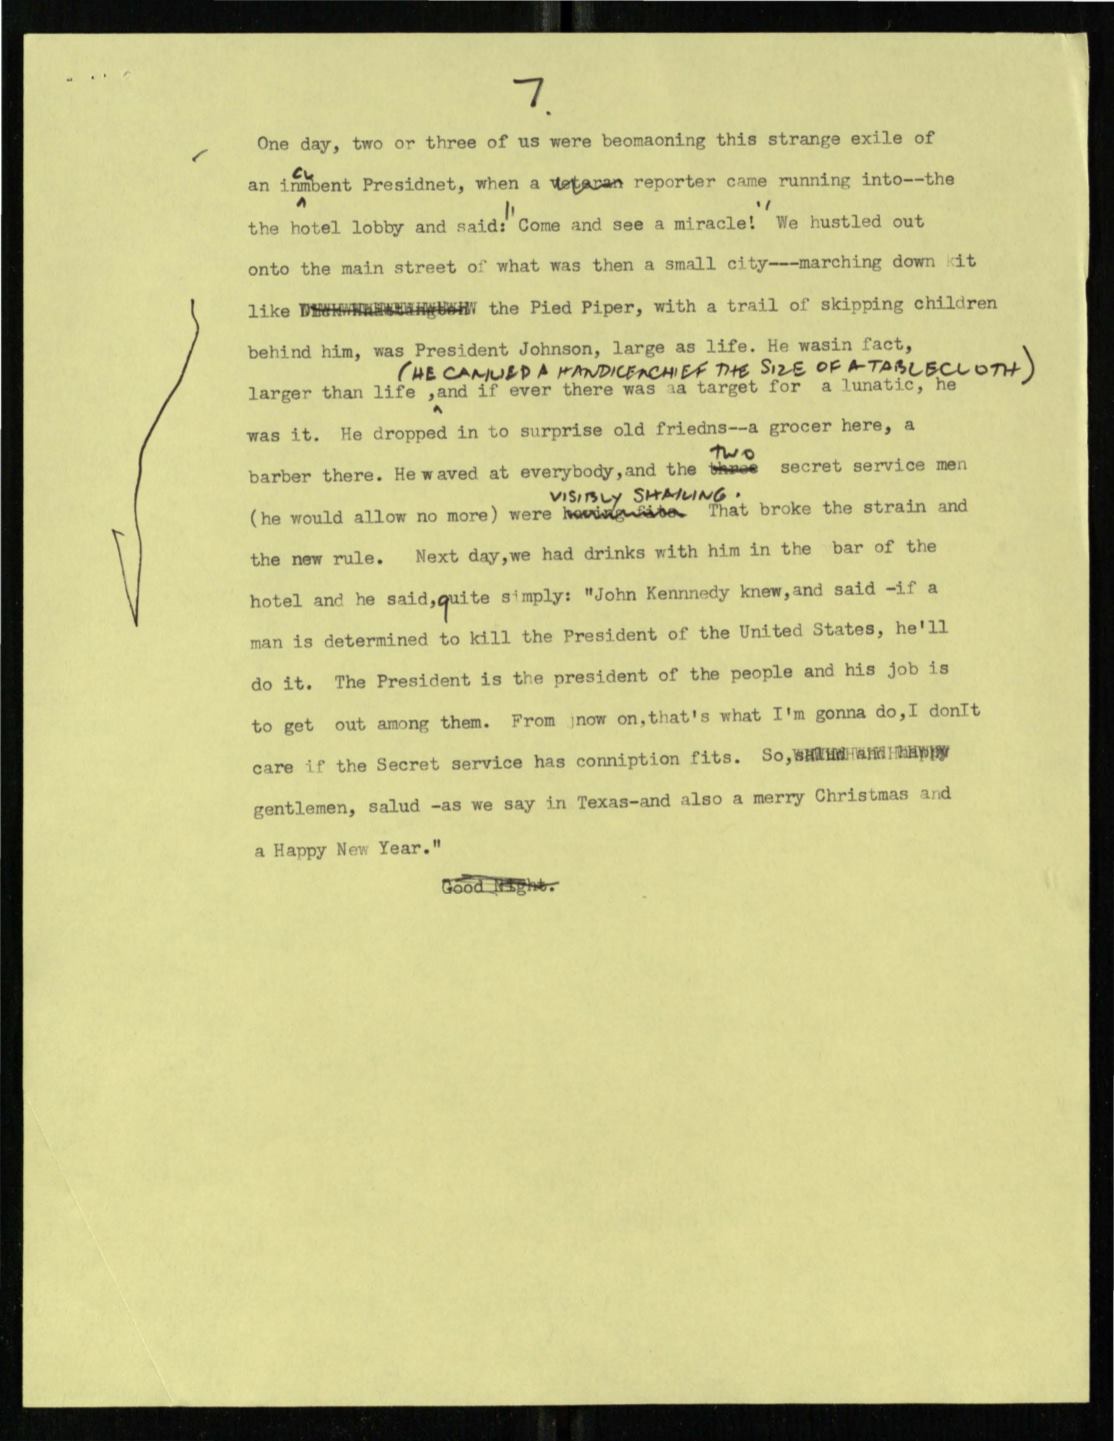 7.
One day, two or three of us were beomaoning this strange exile of
cu
an inmbent Presidnet, when a veteran reporter came running into--the
the hotel lobby and said:"Come and see a miracle!" We hustled out
onto the main street of what was then a small city---marching down it
like the Pied Piper, with a trail of skipping children
behind him, was President Johnson, large as life. He wasin fact,
(HE CARRIED A HANDKERCHIEF THE SIZE OF A TABLECLOTH)
larger than life ,and if ever there was aa target for a lunatic, he
was it. He dropped in to surprise old friedns--a grocer here, a
TWO
barber there. He waved at everybody,and the three secret service men
VISIBLY SHAKING.
(he would allow no more) were having fits. That broke the strain and
the new rule. Next day,we had drinks with him in the bar of the
hotel and he said,quite simply: "John Kennnedy knew,and said -if a
man is determined to kill the President of the United States, he'll
do it. The President is the president of the people and his job is
to get out among them. From now on,that's what I'm gonna do,I donIt
care if the Secret service has conniption fits. So, and happy
gentlemen, salud -as we say in Texas-and also a merry Christmas and
a Happy New Year."
Good Night.